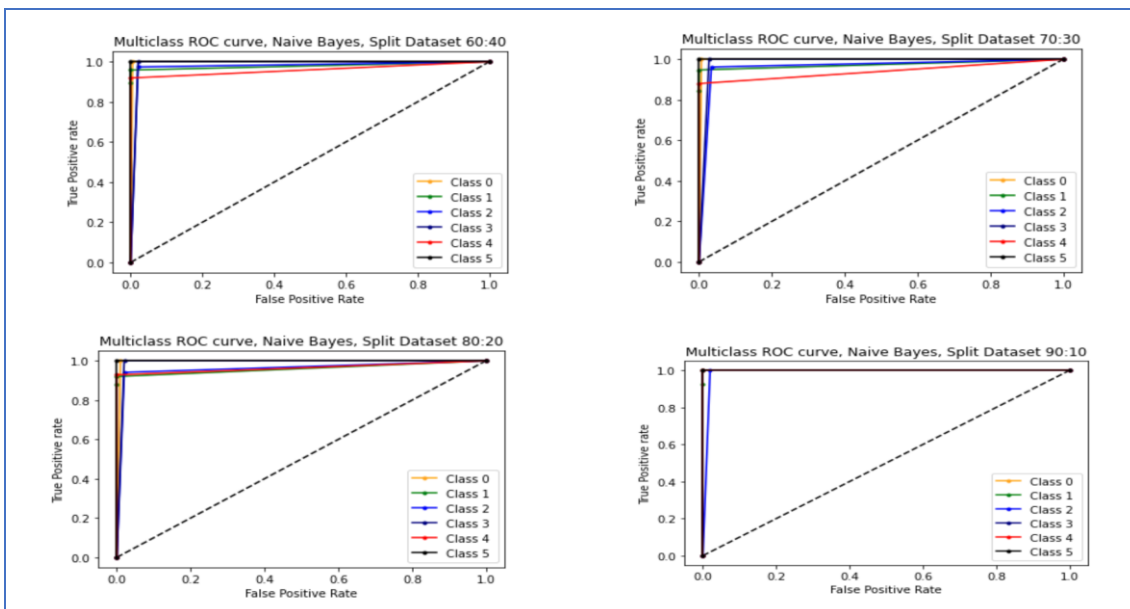 Multiclass ROC curve, Naive Bayes, Split Dataset 60:40
True Positive rate
1.0
0.8
0.6
0.4
0.2
0.0
Class 0
Class 1
Class 2
Class 3
Class 4
Class 5
0.0 0.2 0.4 0.6 0.8 1.0
False Positive Rate
Multiclass ROC curve, Naive Bayes, Split Dataset 70:30
True Positive rate
1.0
0.8
0.6
0.4
0.2
0.0
Class 0
Class 1
Class 2
Class 3
Class 4
Class 5
0.0 0.2 0.4 0.6 0.8 1.0
False Positive Rate
Multiclass ROC curve, Naive Bayes, Split Dataset 80:20
True Positive rate
1.0
0.8
0.6
0.4
0.2
0.0
Class 0
Class 1
Class 2
Class 3
Class 4
Class 5
0.0 0.2 0.4 0.6 0.8 1.0
False Positive Rate
Multiclass ROC curve, Naive Bayes, Split Dataset 90:10
True Positive rate
1.0
0.8
0.6
0.4
0.2
0.0
Class 0
Class 1
Class 2
Class 3
Class 4
Class 5
0.0 0.2 0.4 0.6 0.8 1.0
False Positive Rate